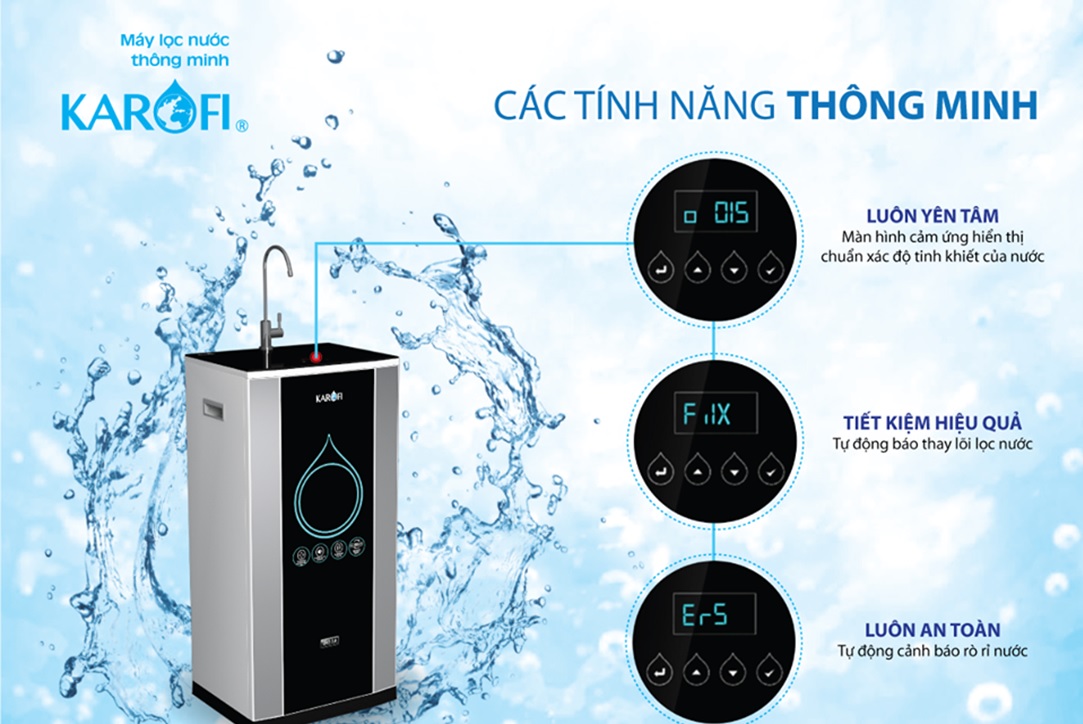 Máy lọc nước
thông minh
KAROFI®
CÁC TÍNH NĂNG THÔNG MINH
015
LUÔN YÊN TÂM
Màn hình cảm ứng hiển thị
chuẩn xác độ tinh khiết của nước
KAROFI
FilX
TIẾT KIỆM HIỆU QUẢ
Tự động báo thay lõi lọc nước
Er5
LUÔN AN TOÀN
Tự động cảnh báo rò rỉ nước